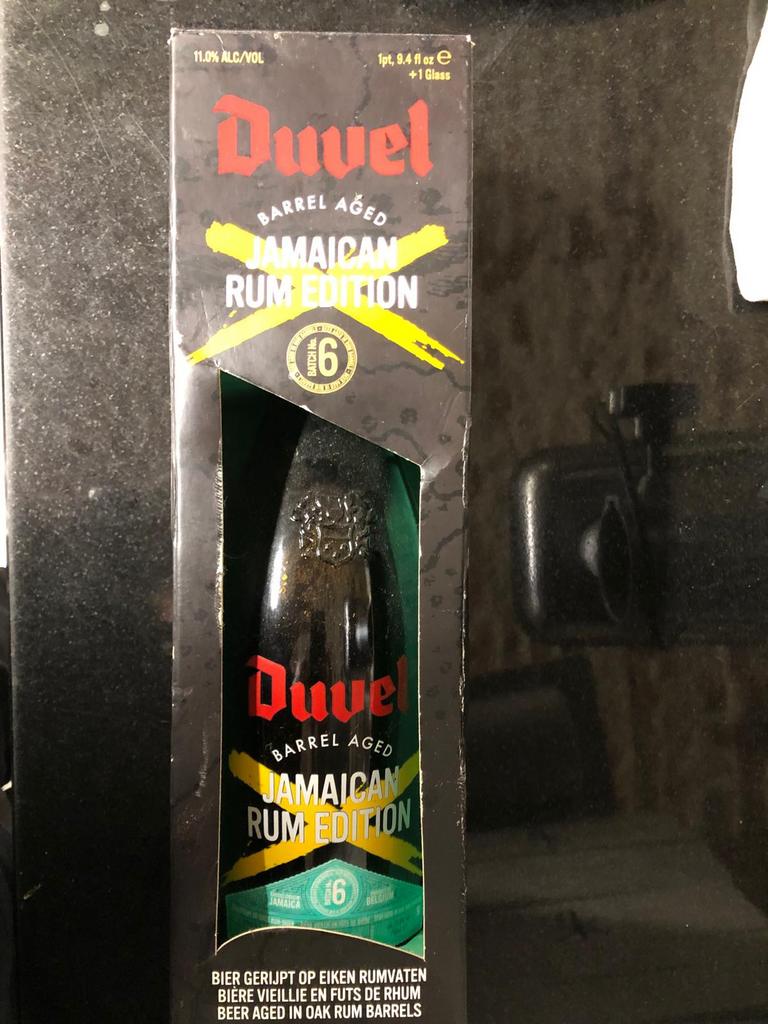 11.0% ALC/VOL
1pt, 9.4 fl oz ℮
+1 Glass
Duvel
BARREL AGED
JAMAICAN
RUM EDITION
BATCH No. 6
Duvel
BARREL AGED
JAMAICAN
RUM EDITION
6
JAMAICA
BELGIUM
BIER GERIJPT OP EIKEN RUMVATEN
BIÈRE VIEILLIE EN FUTS DE RHUM
BEER AGED IN OAK RUM BARRELS